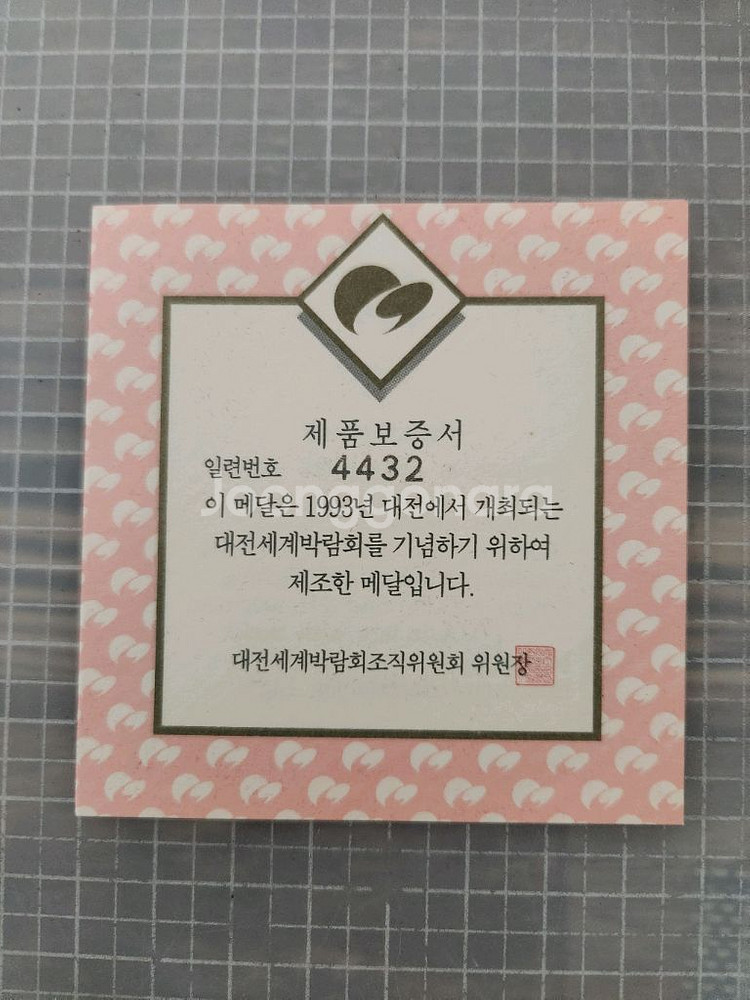 제품보증서
일련번호 4432
Joonggonara
이 메달은 1993년 대전에서 개최되는
대전세계박람회를 기념하기 위하여
제조한 메달입니다.
대전세계박람회조직위원회 위원장